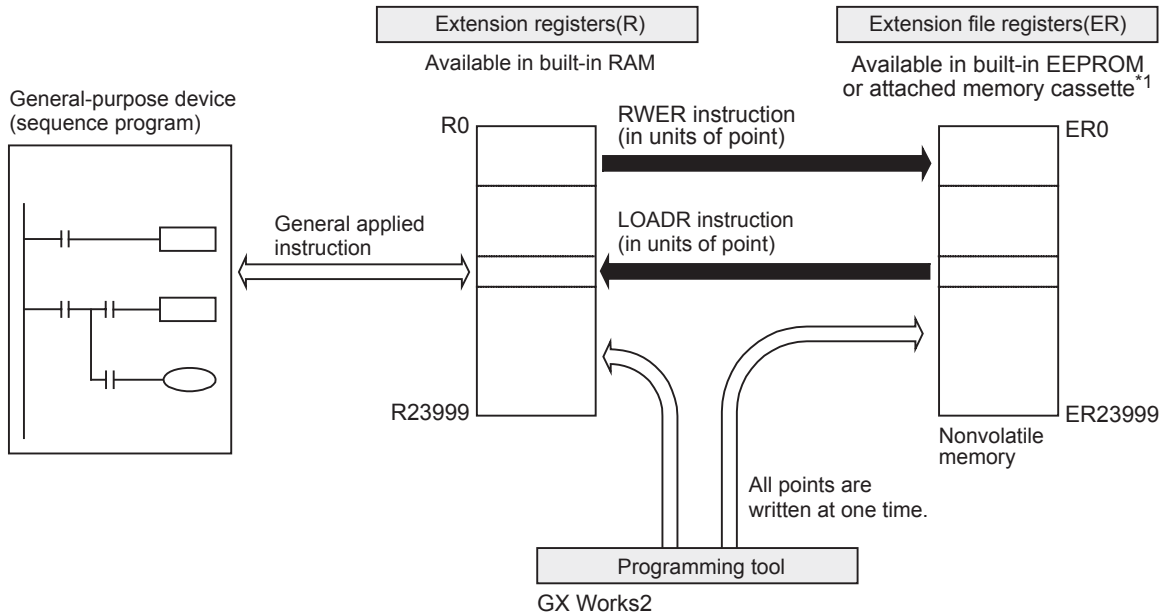 Extension registers(R)
Extension file registers(ER)
Available in built-in RAM
Available in built-in EEPROM
or attached memory cassette*1
General-purpose device
(sequence program)
R0
RWER instruction
(in units of point)
ER0
General applied
instruction
LOADR instruction
(in units of point)
R23999
ER23999
Nonvolatile
memory
All points are
written at one time.
Programming tool
GX Works2